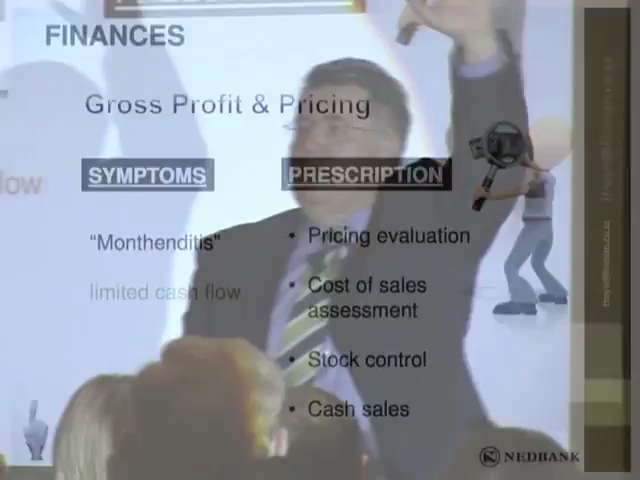 FINANCES
Gross Profit & Pricing
SYMPTOMS
PRESCRIPTION
“Monthenditis”
limited cash flow
• Pricing evaluation
• Cost of sales
assessment
• Stock control
• Cash sales
low
NEDBANK